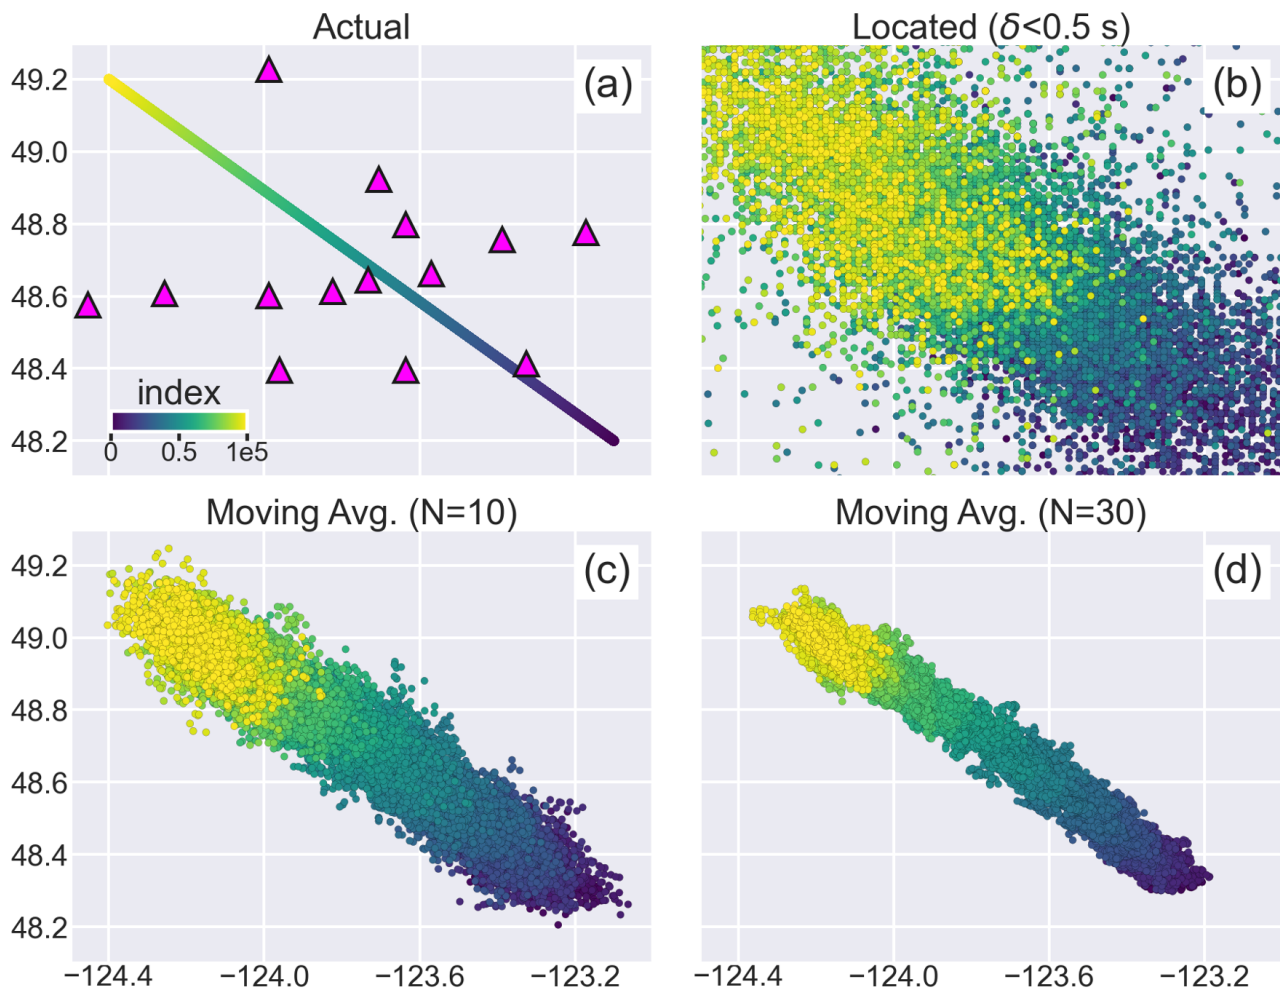 Actual
Located (δ<0.5 s)
49.2
49.0
48.8
48.6
48.4
48.2
(a)
index
0 0.5 1e5
(b)
Moving Avg. (N=10)
Moving Avg. (N=30)
49.2
49.0
48.8
48.6
48.4
48.2
(c)
(d)
−124.4 −124.0 −123.6 −123.2
−124.4 −124.0 −123.6 −123.2